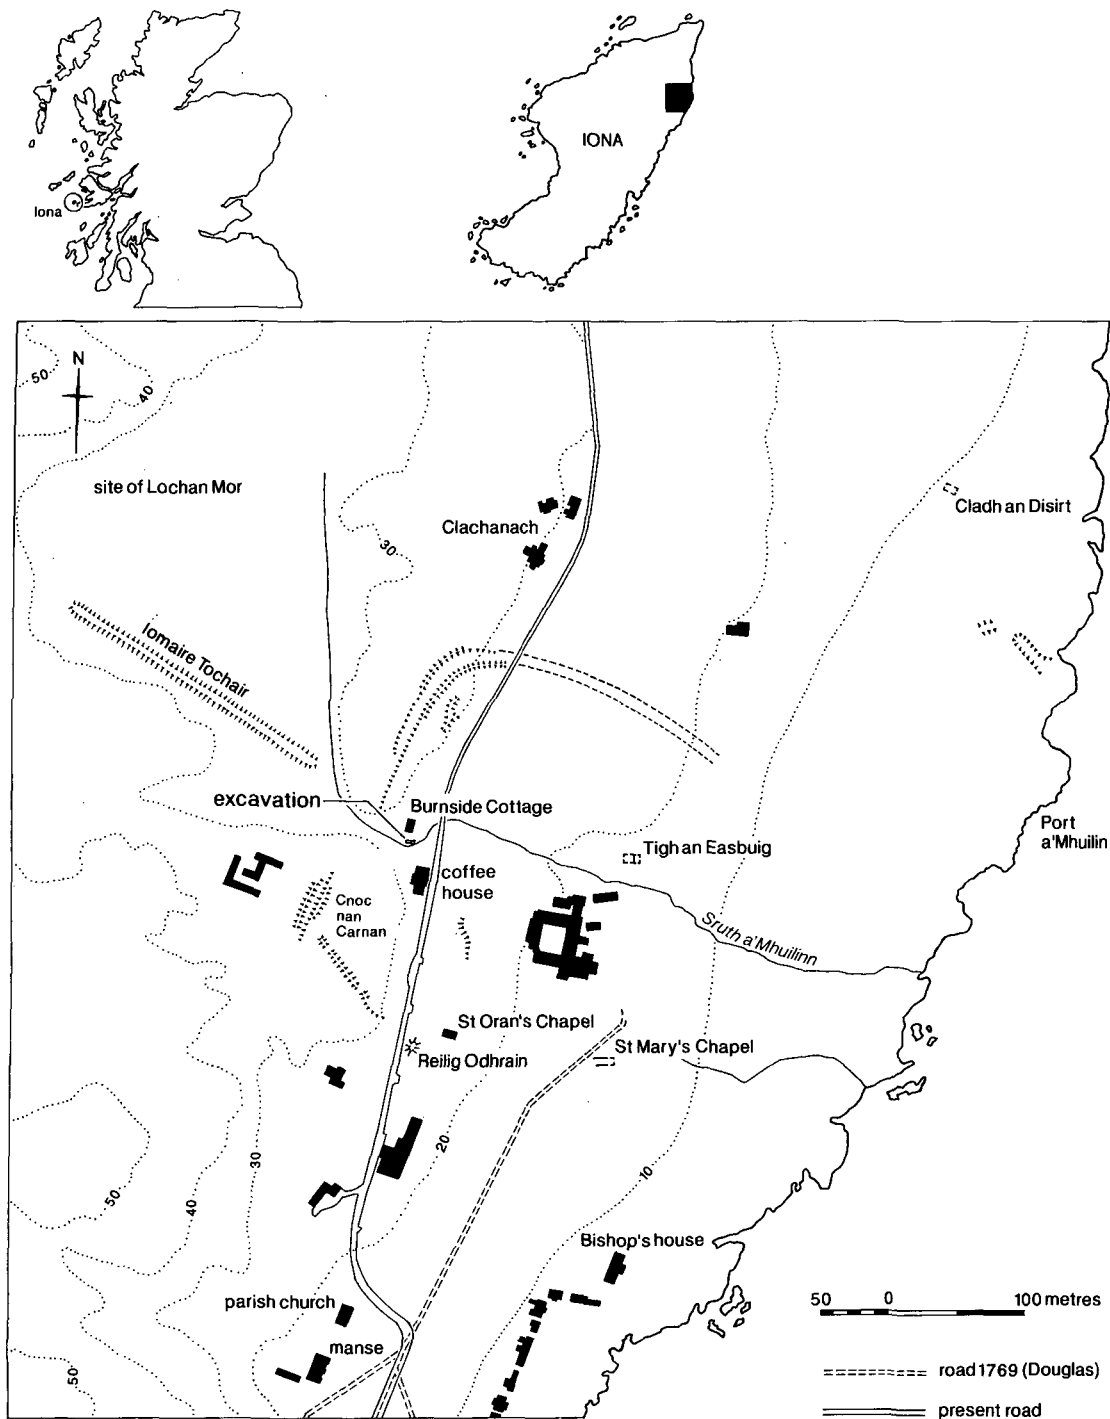 Iona
IONA
N
50
40
site of Lochan Mor
Clachanach
Cladh an Disirt
30
Iomaire Tochair
excavation
Burnside Cottage
Port
a'Mhuilin
Tigh an Easbuig
coffee
house
Cnoc
nan
Carnan
Sruth a'Mhuilinn
St Oran's Chapel
St Mary's Chapel
Reilig Odhrain
20
30
10
50
40
Bishop's house
parish church
50 0 100 metres
manse
50
road 1769 (Douglas)
present road